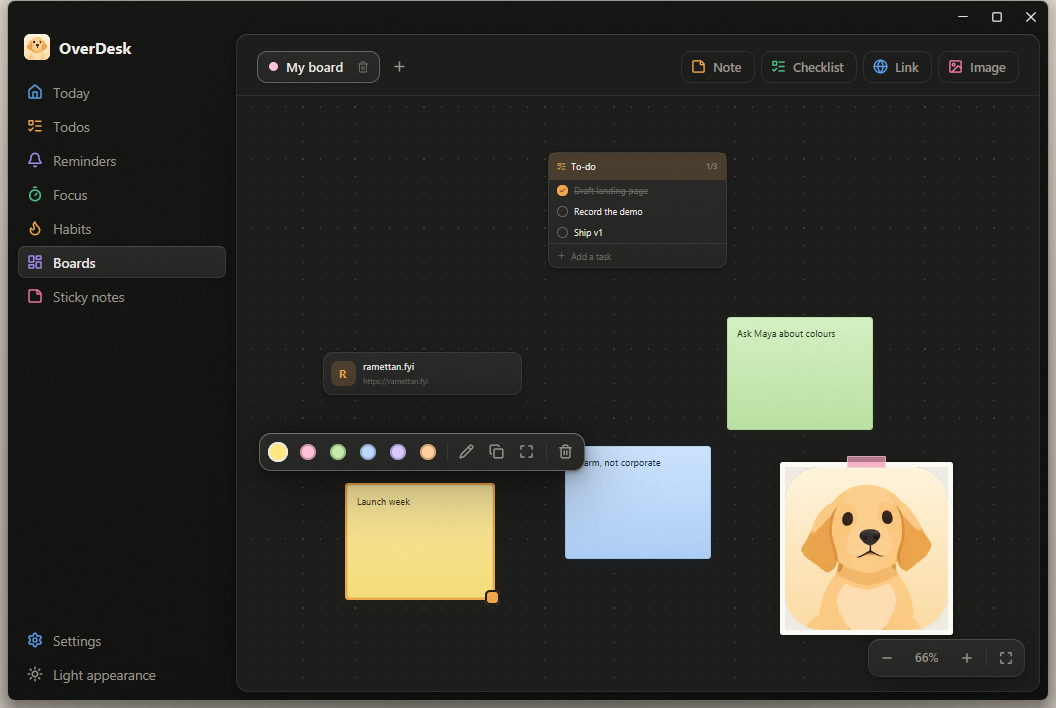 OverDesk
Today
Todos
Reminders
Focus
Habits
Boards
Sticky notes
Settings
Light appearance
My board
Note
Checklist
Link
Image
To-do 1/3
Draft landing page
Record the demo
Ship v1
Add a task
Ask Maya about colours
R
ramettan.fyi
https://ramettan.fyi
arm, not corporate
Launch week
66%